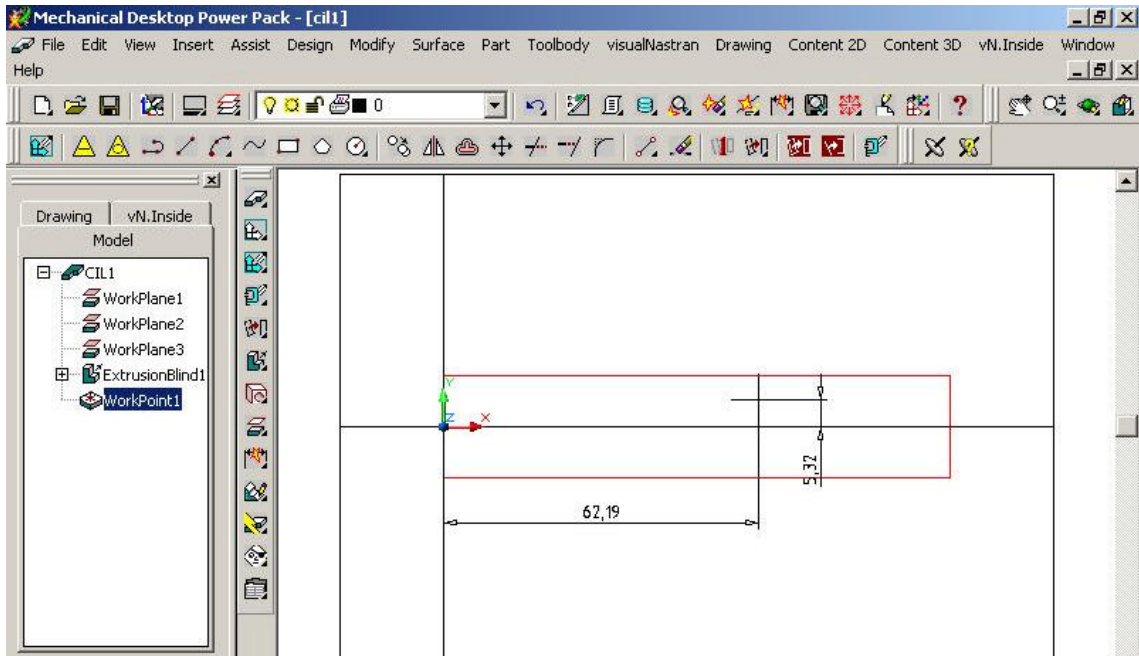 Mechanical Desktop Power Pack - [cil1]
File Edit View Insert Assist Design Modify Surface Part Toolbody visualNastran Drawing Content 2D Content 3D vN.Inside Window
Help
0
?
Drawing vN.Inside
Model
CIL1
WorkPlane1
WorkPlane2
WorkPlane3
ExtrusionBlind1
WorkPoint1
Y
Z X
5,32
62,19